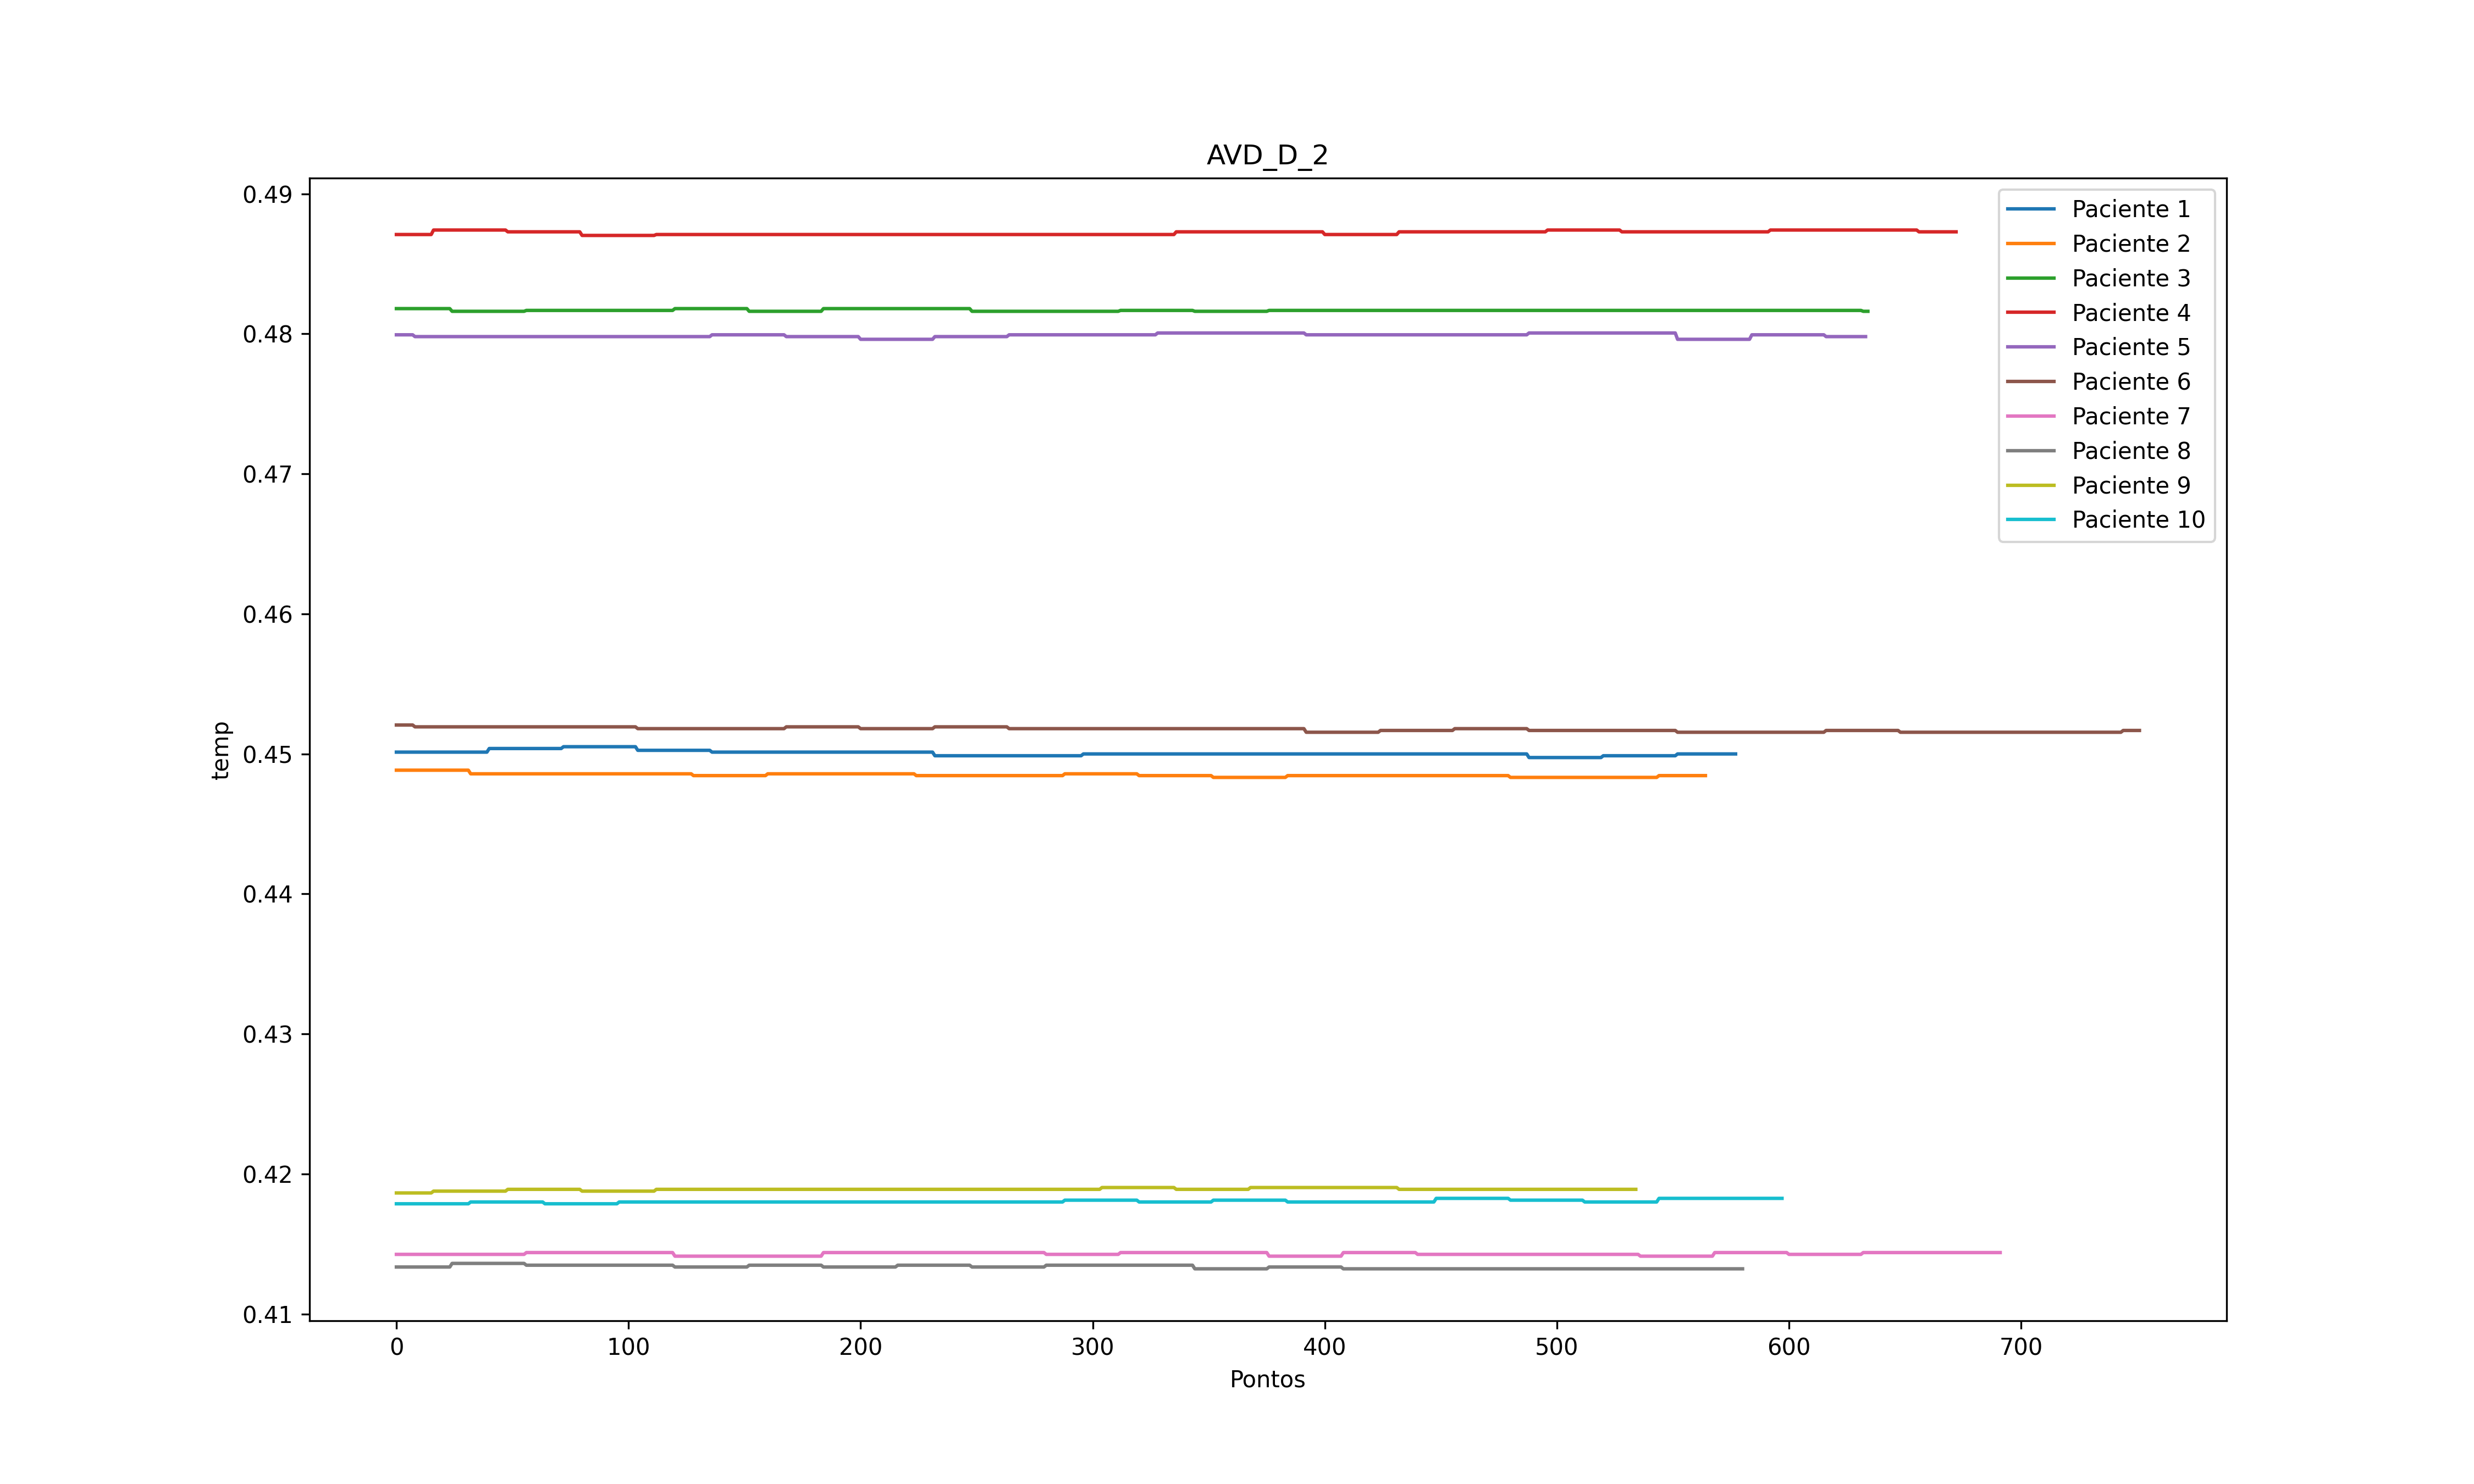 AVD_D_2
0.49
0.48
0.47
0.46
0.45
0.44
0.43
0.42
0.41
temp
0 100 200 300 400 500 600 700
Pontos
Paciente 1
Paciente 2
Paciente 3
Paciente 4
Paciente 5
Paciente 6
Paciente 7
Paciente 8
Paciente 9
Paciente 10